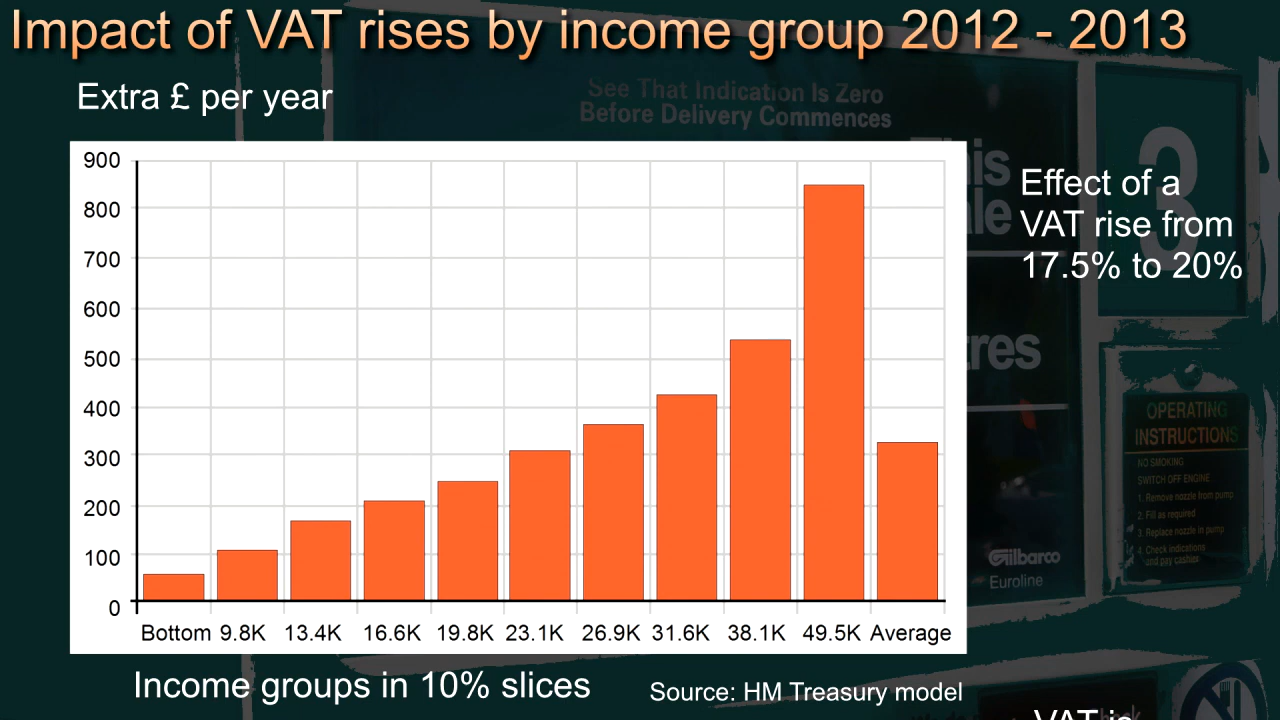 Impact of VAT rises by income group 2012 - 2013
Extra £ per year
See That Indication Is Zero
Before Delivery Commences
900
800
700
600
500
400
300
200
100
0
Bottom 9.8K 13.4K 16.6K 19.8K 23.1K 26.9K 31.6K 38.1K 49.5K Average
Income groups in 10% slices
Source: HM Treasury model
3
Effect of a
VAT rise from
17.5% to 20%
OPERATING
INSTRUCTIONS
NO SMOKING
SWITCH OFF ENGINE
1. Remove nozzle from pump
2. Fill as required
3. Replace nozzle in pump
4. Check indications
and pay cashier
Gilbarco
Euroline
VAT is